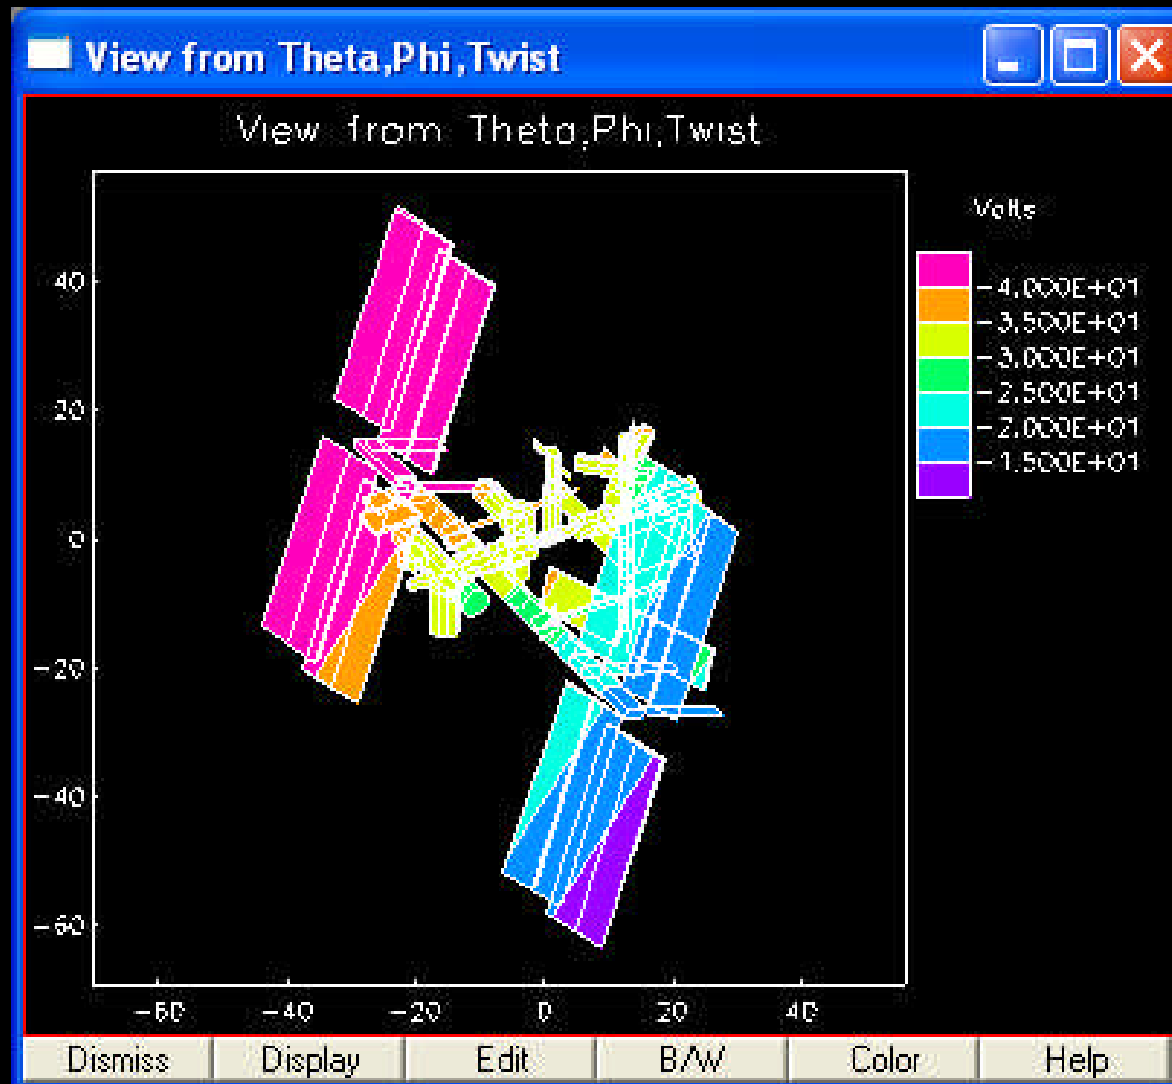 View from Theta,Phi,Twist
View from Theta,Phi,Twist
Volts
-4.000E+01
-3.500E+01
-3.000E+01
-2.500E+01
-2.000E+01
-1.500E+01
40
20
0
-20
-40
-60
-60 -40 -20 0 20 40
Dismiss Display Edit B/W Color Help